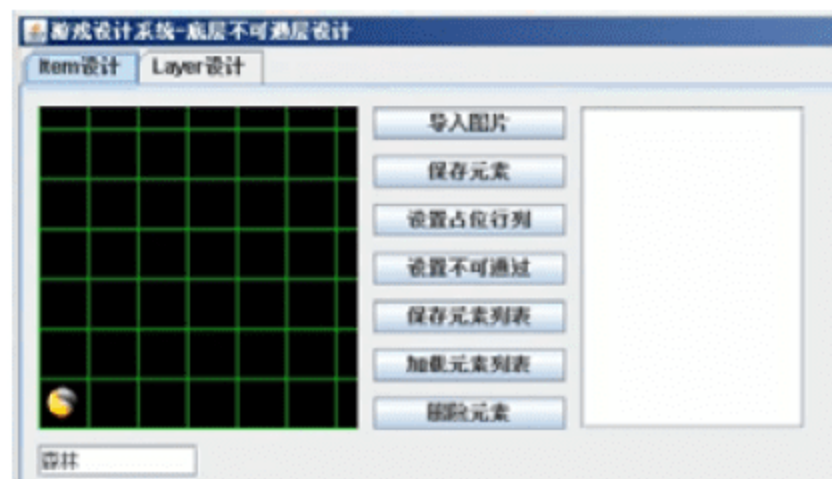 游戏设计系统-底层不可通层设计
Item设计 Layer设计
导入图片
保存元素
设置占位行列
设置不可通过
保存元素列表
加载元素列表
删除元素
森林